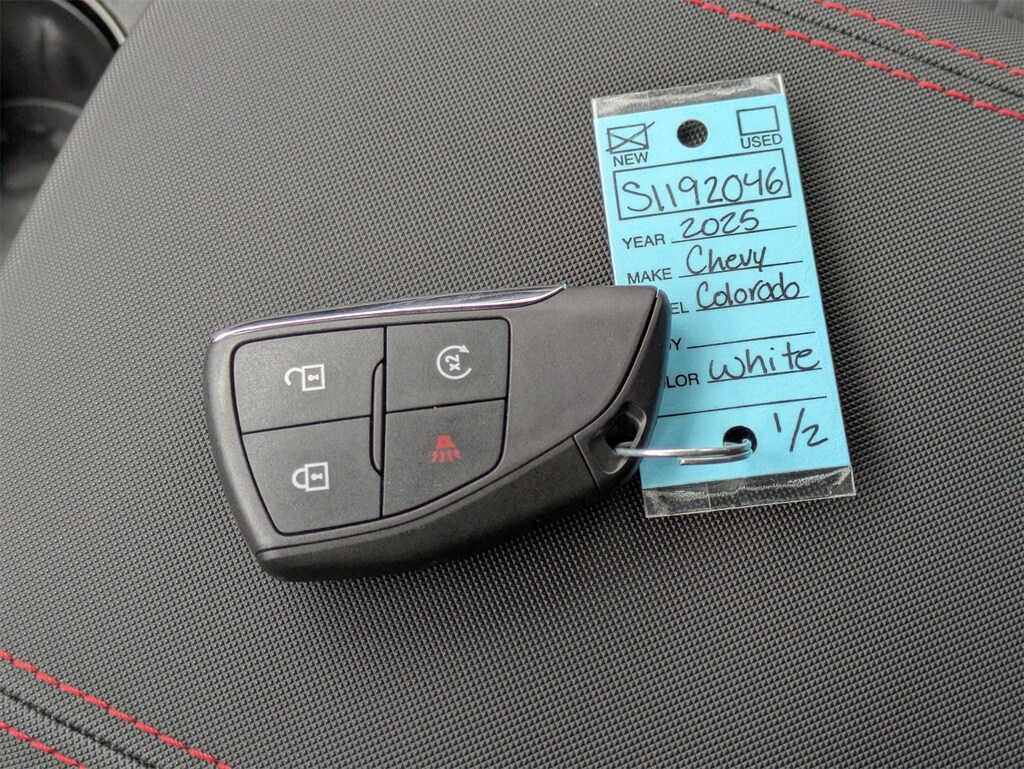 NEW USED
S1192046
YEAR 2025
MAKE Chevy
EL Colorado
Y
LOR white
1/2
x2